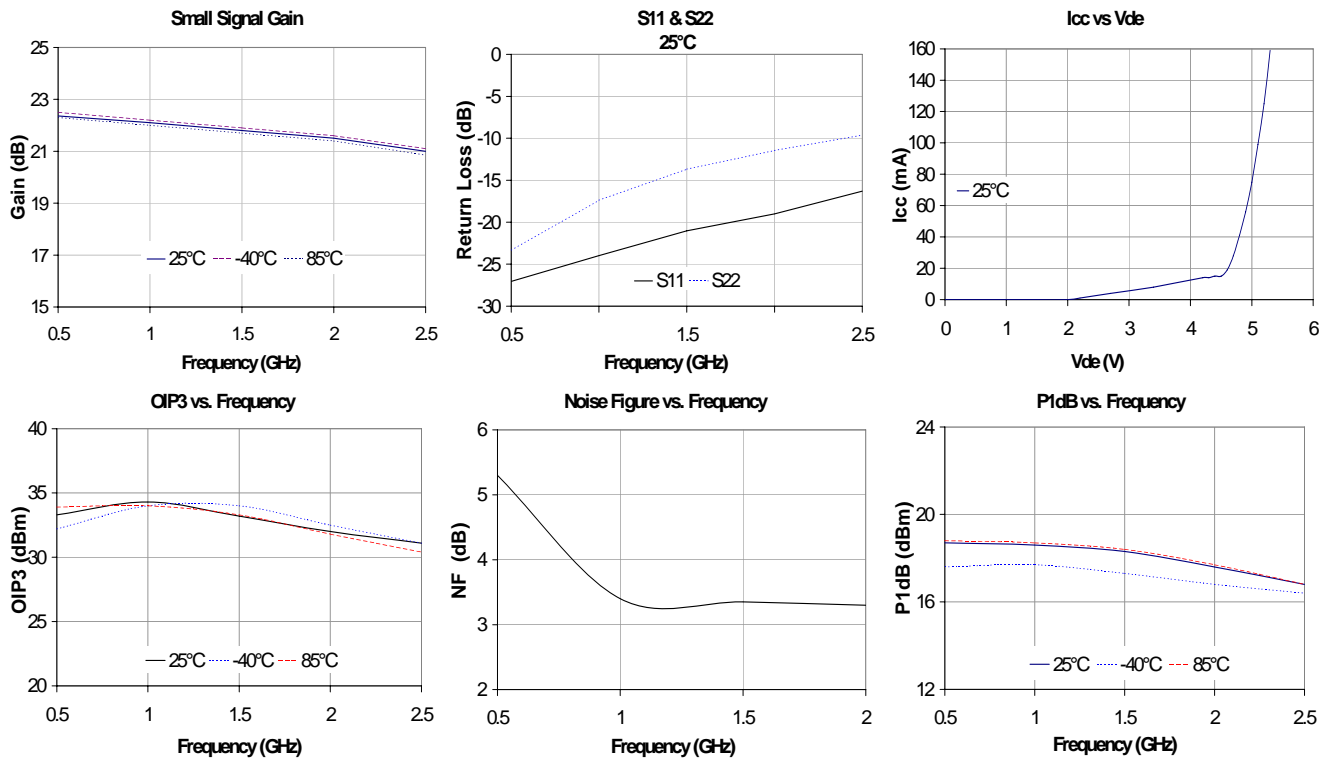 Small Signal Gain
25
23
21
19
17
15
Gain (dB)
25°C
-40°C
85°C
0.5
1
1.5
2
2.5
Frequency (GHz)
S11 & S22
25°C
0
-5
-10
-15
-20
-25
-30
Return Loss (dB)
S11
S22
0.5
1
1.5
2
2.5
Frequency (GHz)
Icc vs Vde
160
140
120
100
80
60
40
20
0
Icc (mA)
25°C
0
1
2
3
4
5
6
Vde (V)
OIP3 vs. Frequency
40
35
30
25
20
OIP3 (dBm)
25°C
-40°C
85°C
0.5
1
1.5
2
2.5
Frequency (GHz)
Noise Figure vs. Frequency
6
5
4
3
2
NF (dB)
0.5
1
1.5
2
Frequency (GHz)
P1dB vs. Frequency
24
20
16
12
P1dB (dBm)
25°C
-40°C
85°C
0.5
1
1.5
2
2.5
Frequency (GHz)